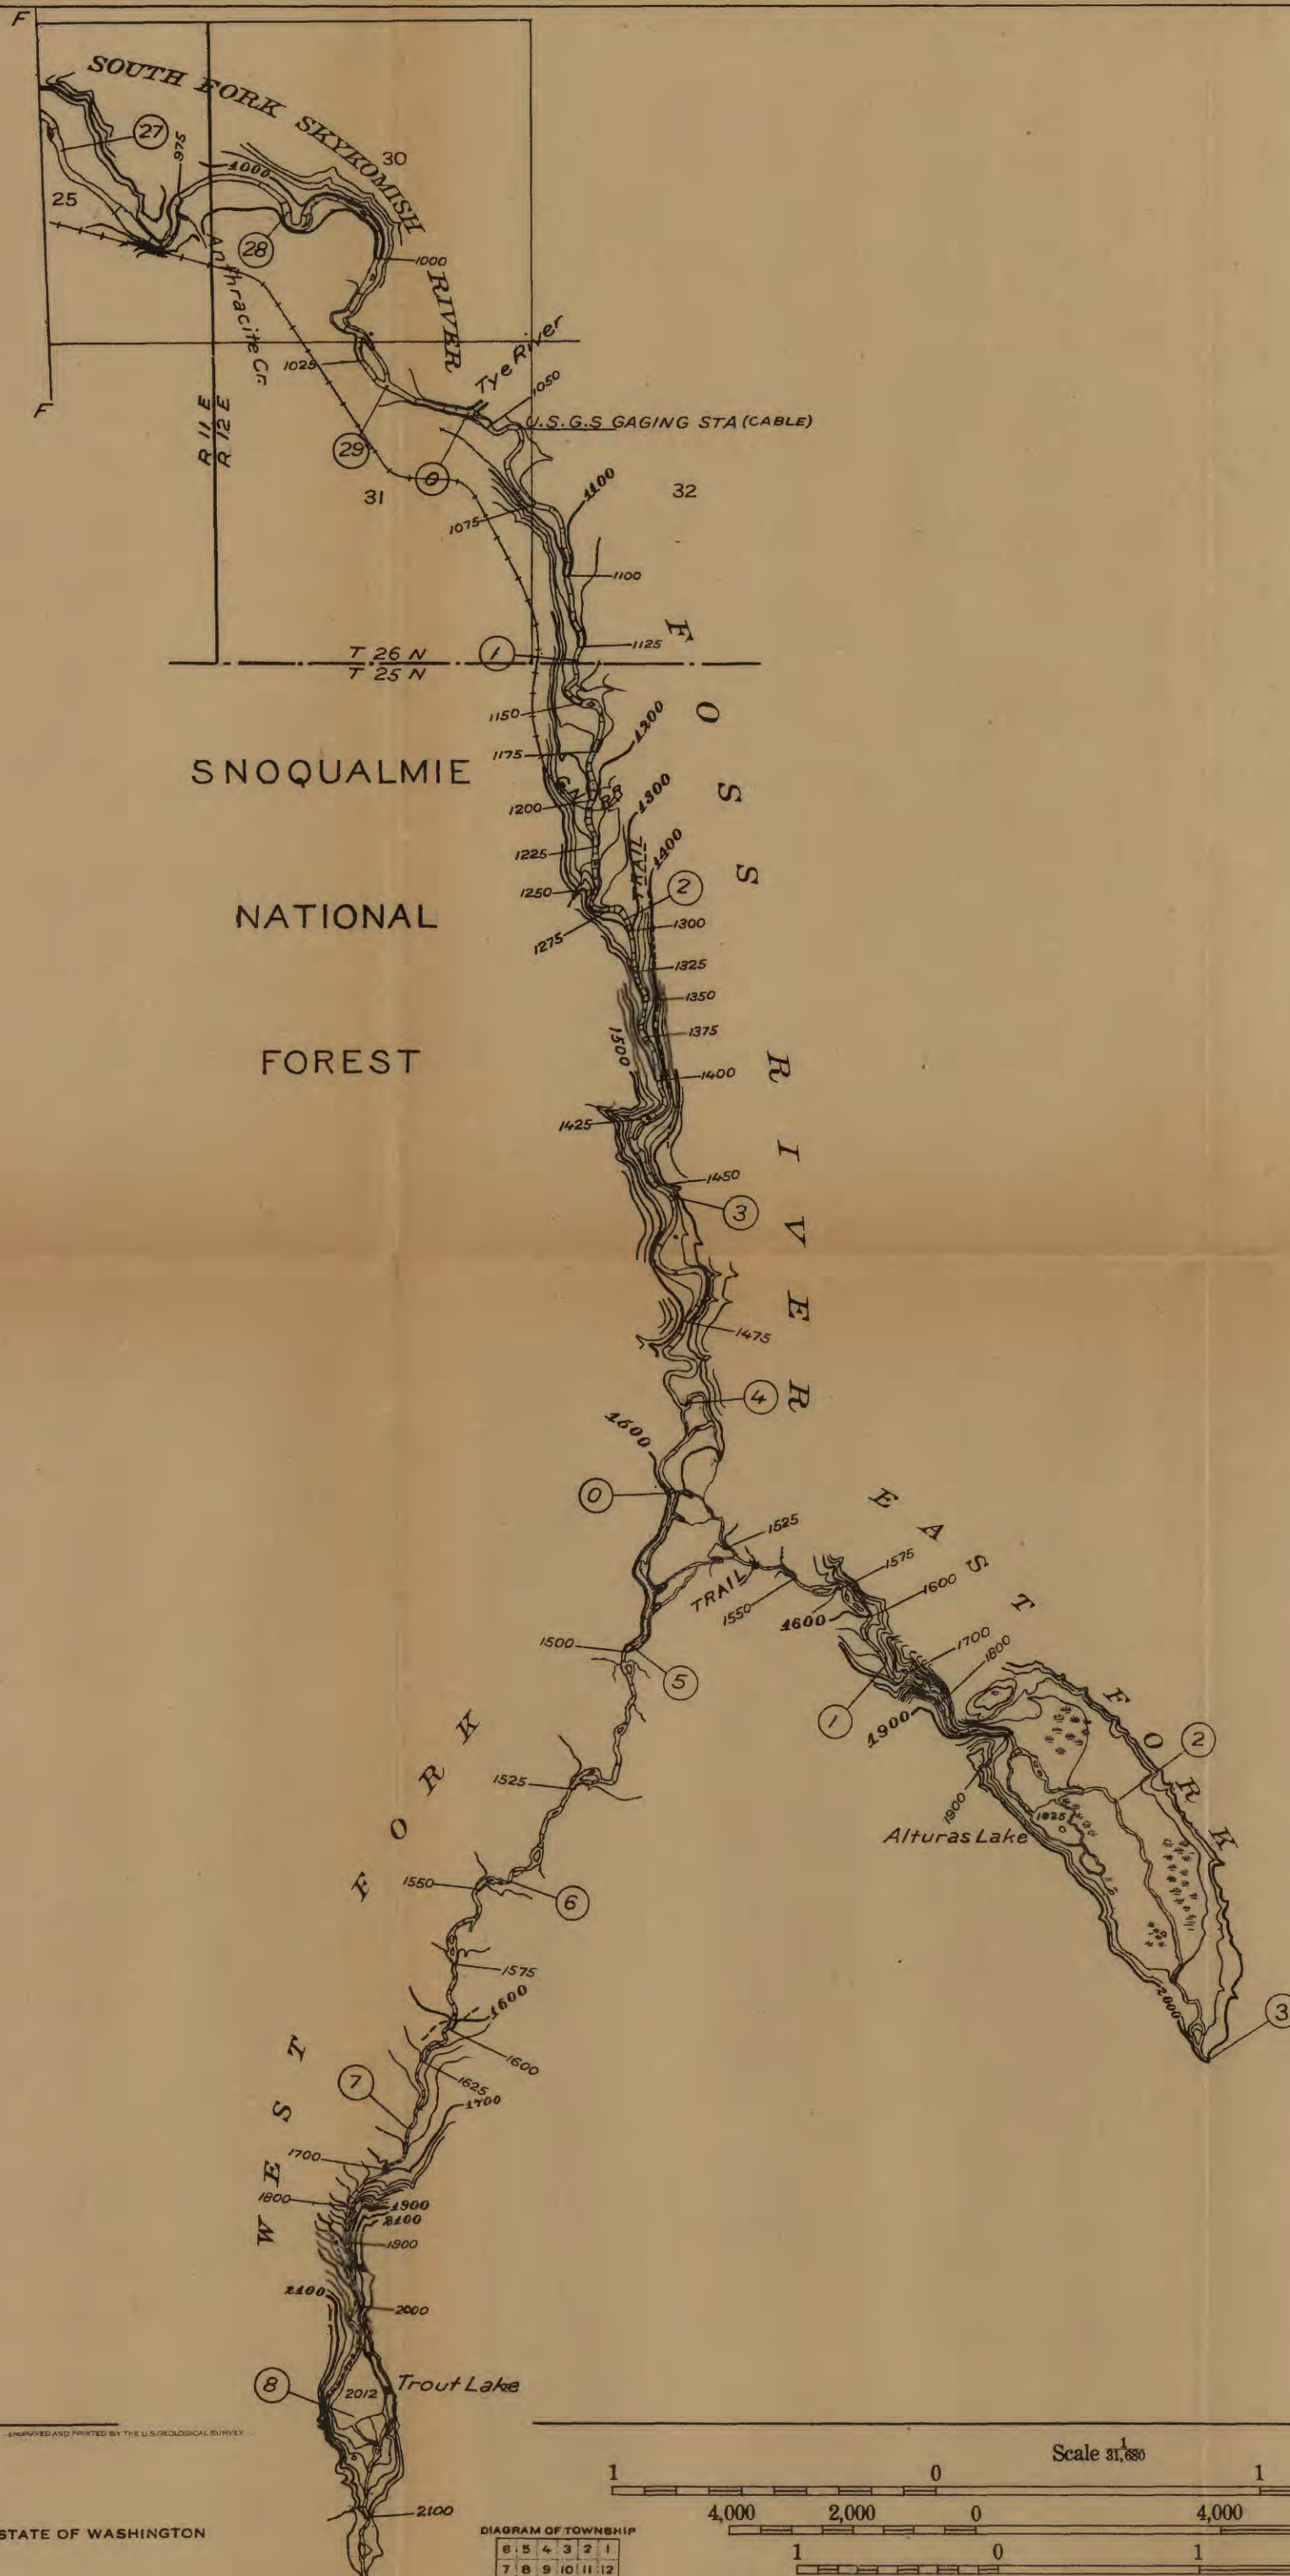 F
SOUTH FORK SKYKOMISH RIVER
27
975
1000
30
25
28
1000
Anthracite Cr.
1025
Tye River
1050
F
R 11 E
R 12 E
U.S.G.S GAGING STA (CABLE)
29
0
31
32
1100
1075
1100
FOSS RIVER
1125
1
T 26 N
T 25 N
1150
1200
1175
SNOQUALMIE
1300
G N RR
1200
TRAIL
1400
1225
2
1250
NATIONAL
1300
1275
1325
1350
1500
1375
FOREST
1400
1425
1450
3
1475
4
1500
0
EAST FORK
1525
1575
TRAIL
1550
1600
1600
1700
1500
1800
5
1
1900
2
WEST FORK
1525
1900
1825
Alturas Lake
1550
6
1575
1600
2000
3
1600
7
1625
1700
1700
1800
1900
2100
1900
2100
2000
8
2012
Trout Lake
ENGRAVED AND PRINTED BY THE U.S. GEOLOGICAL SURVEY
Scale 1/31,680
1 0 1
4,000 2,000 0 4,000
2100
STATE OF WASHINGTON
DIAGRAM OF TOWNSHIP
6 5 4 3 2 1
7 8 9 10 11 12
1 0 1